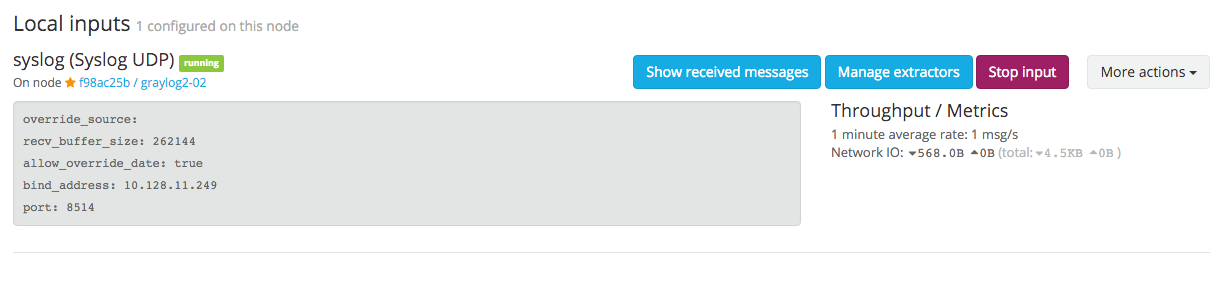 Local inputs 1 configured on this node
syslog (Syslog UDP) running
On node f98ac25b / graylog2-02
Show received messages Manage extractors Stop input More actions
override_source:
recv_buffer_size: 262144
allow_override_date: true
bind_address: 10.128.11.249
port: 8514
Throughput / Metrics
1 minute average rate: 1 msg/s
Network IO: 568.0B 0B (total: 4.5KB 0B )